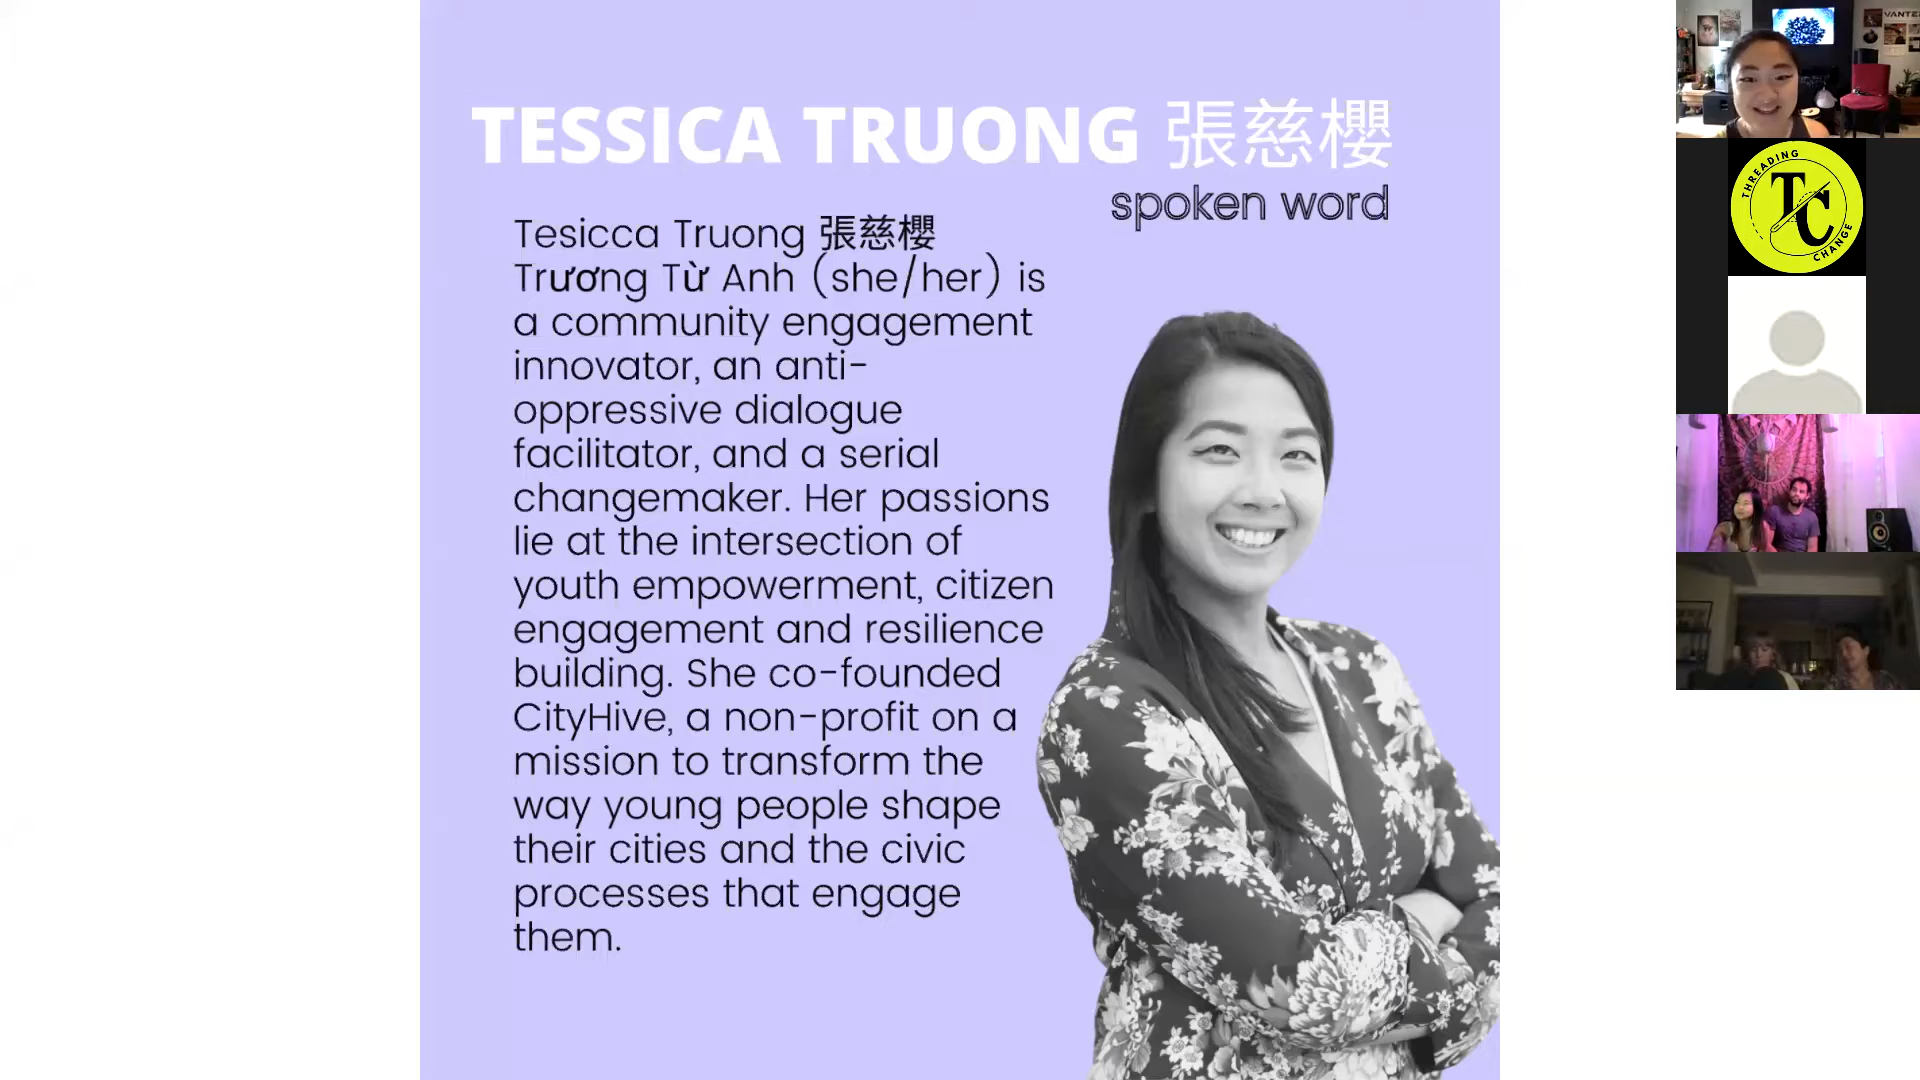 TESSICA TRUONG 張慈櫻
spoken word
Tesicca Truong 張慈櫻
Trương Từ Anh (she/her) is
a community engagement
innovator, an anti-
oppressive dialogue
facilitator, and a serial
changemaker. Her passions
lie at the intersection of
youth empowerment, citizen
engagement and resilience
building. She co-founded
CityHive, a non-profit on a
mission to transform the
way young people shape
their cities and the civic
processes that engage
them.
THREADING
TC
CHANGE